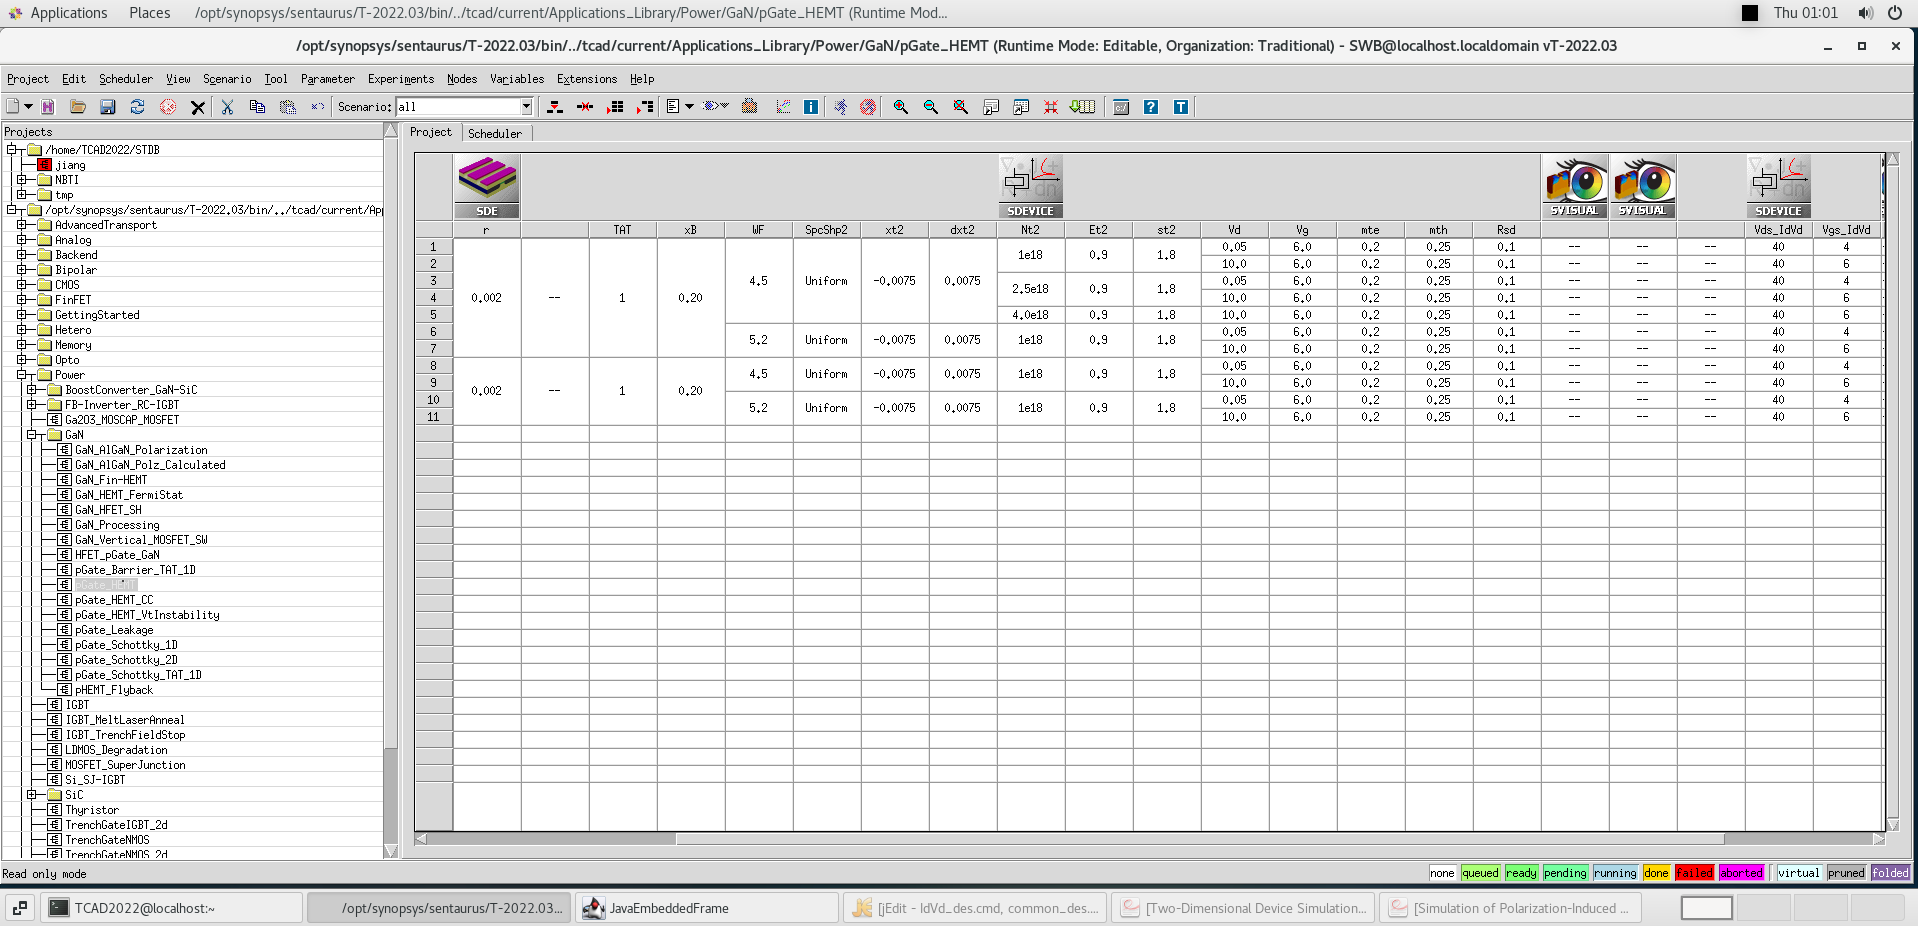 Applications Places /opt/synopsys/sentaurus/T-2022.03/bin/../tcad/current/Applications_Library/Power/GaN/pGate_HEMT (Runtime Mod... Thu 01:01
/opt/synopsys/sentaurus/T-2022.03/bin/../tcad/current/Applications_Library/Power/GaN/pGate_HEMT (Runtime Mode: Editable, Organization: Traditional) - SWB@localhost.localdomain vT-2022.03
Project Edit Scheduler View Scenario Tool Parameter Experiments Nodes Variables Extensions Help
Scenario: all
Projects
/home/TCAD2022/STDB
jiang
NBTI
tmp
/opt/synopsys/sentaurus/T-2022.03/bin/../tcad/current/Ap
AdvancedTransport
Analog
Backend
Bipolar
CMOS
FinFET
GettingStarted
Hetero
Memory
Opto
Power
BoostConverter_GaN-SiC
FB-Inverter_RC-IGBT
Ga2O3_MOSCAP_MOSFET
GaN
GaN_AlGaN_Polarization
GaN_AlGaN_Polz_Calculated
GaN_Fin-HEMT
GaN_HEMT_FermiStat
GaN_HFET_SH
GaN_Processing
GaN_Vertical_MOSFET_SW
HFET_pGate_GaN
pGate_Barrier_TAT_1D
pGate_HEMT
pGate_HEMT_CC
pGate_HEMT_VtInstability
pGate_Leakage
pGate_Schottky_1D
pGate_Schottky_2D
pGate_Schottky_TAT_1D
pHEMT_Flyback
IGBT
IGBT_MeltLaserAnneal
IGBT_TrenchFieldStop
LDMOS_Degradation
MOSFET_SuperJunction
Si_SJ-IGBT
SiC
Thyristor
TrenchGateIGBT_2d
TrenchGateNMOS
TrenchGateNMOS_2d
Project Scheduler
SDE SDEVICE SVISUAL SVISUAL SDEVICE
r TAT xB WF SpcShp2 xt2 dxt2 Nt2 Et2 st2 Vd Vg mte mth Rsd Vds_IdVd Vgs_IdVd
1 0.05 6.0 0.2 0.25 0.1 -- -- -- 40 4
1e18 0.9 1.8
2 10.0 6.0 0.2 0.25 0.1 -- -- -- 40 6
3 4.5 Uniform -0.0075 0.0075 0.05 6.0 0.2 0.25 0.1 -- -- -- 40 4
2.5e18 0.9 1.8
4 0.002 -- 1 0.20 10.0 6.0 0.2 0.25 0.1 -- -- -- 40 6
5 4.0e18 0.9 1.8 10.0 6.0 0.2 0.25 0.1 -- -- -- 40 6
6 0.05 6.0 0.2 0.25 0.1 -- -- -- 40 4
5.2 Uniform -0.0075 0.0075 1e18 0.9 1.8
7 10.0 6.0 0.2 0.25 0.1 -- -- -- 40 6
8 0.05 6.0 0.2 0.25 0.1 -- -- -- 40 4
4.5 Uniform -0.0075 0.0075 1e18 0.9 1.8
9 10.0 6.0 0.2 0.25 0.1 -- -- -- 40 6
0.002 -- 1 0.20
10 0.05 6.0 0.2 0.25 0.1 -- -- -- 40 4
5.2 Uniform -0.0075 0.0075 1e18 0.9 1.8
11 10.0 6.0 0.2 0.25 0.1 -- -- -- 40 6
Read only mode
none queued ready pending running done failed aborted virtual pruned folded
TCAD2022@localhost:~ /opt/synopsys/sentaurus/T-2022.03... JavaEmbeddedFrame [jEdit - IdVd_des.cmd, common_des.... [Two-Dimensional Device Simulation... [Simulation of Polarization-Induced ...